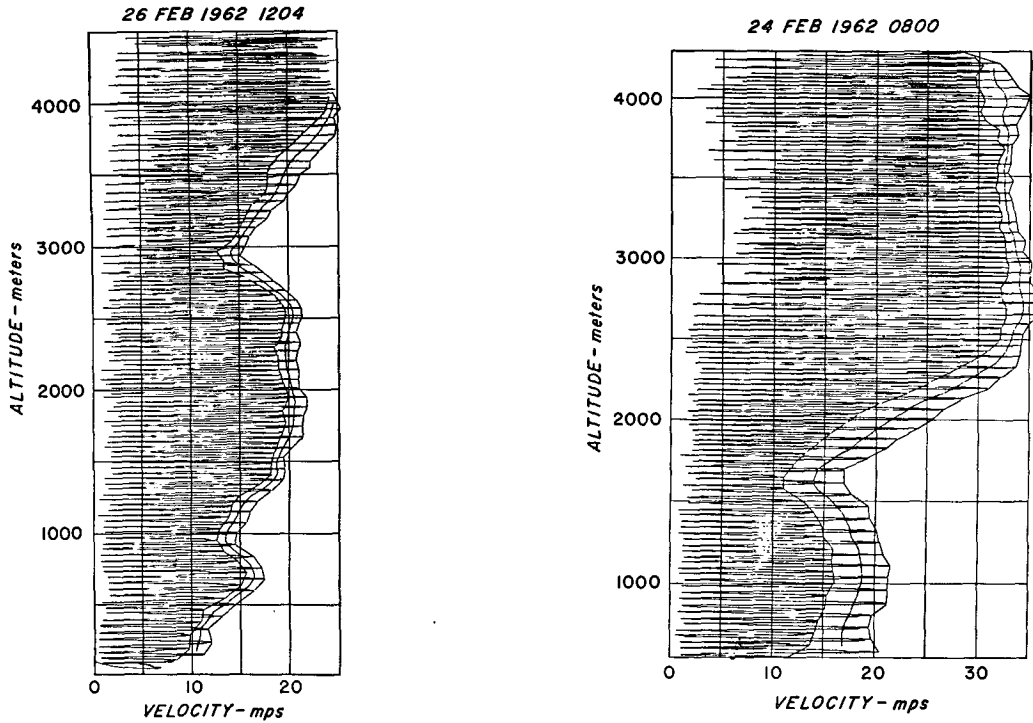 26 FEB 1962 1204
4000
3000
2000
1000
ALTITUDE - meters
0 10 20
VELOCITY - mps
24 FEB 1962 0800
4000
3000
2000
1000
ALTITUDE - meters
0 10 20 30
VELOCITY - mps